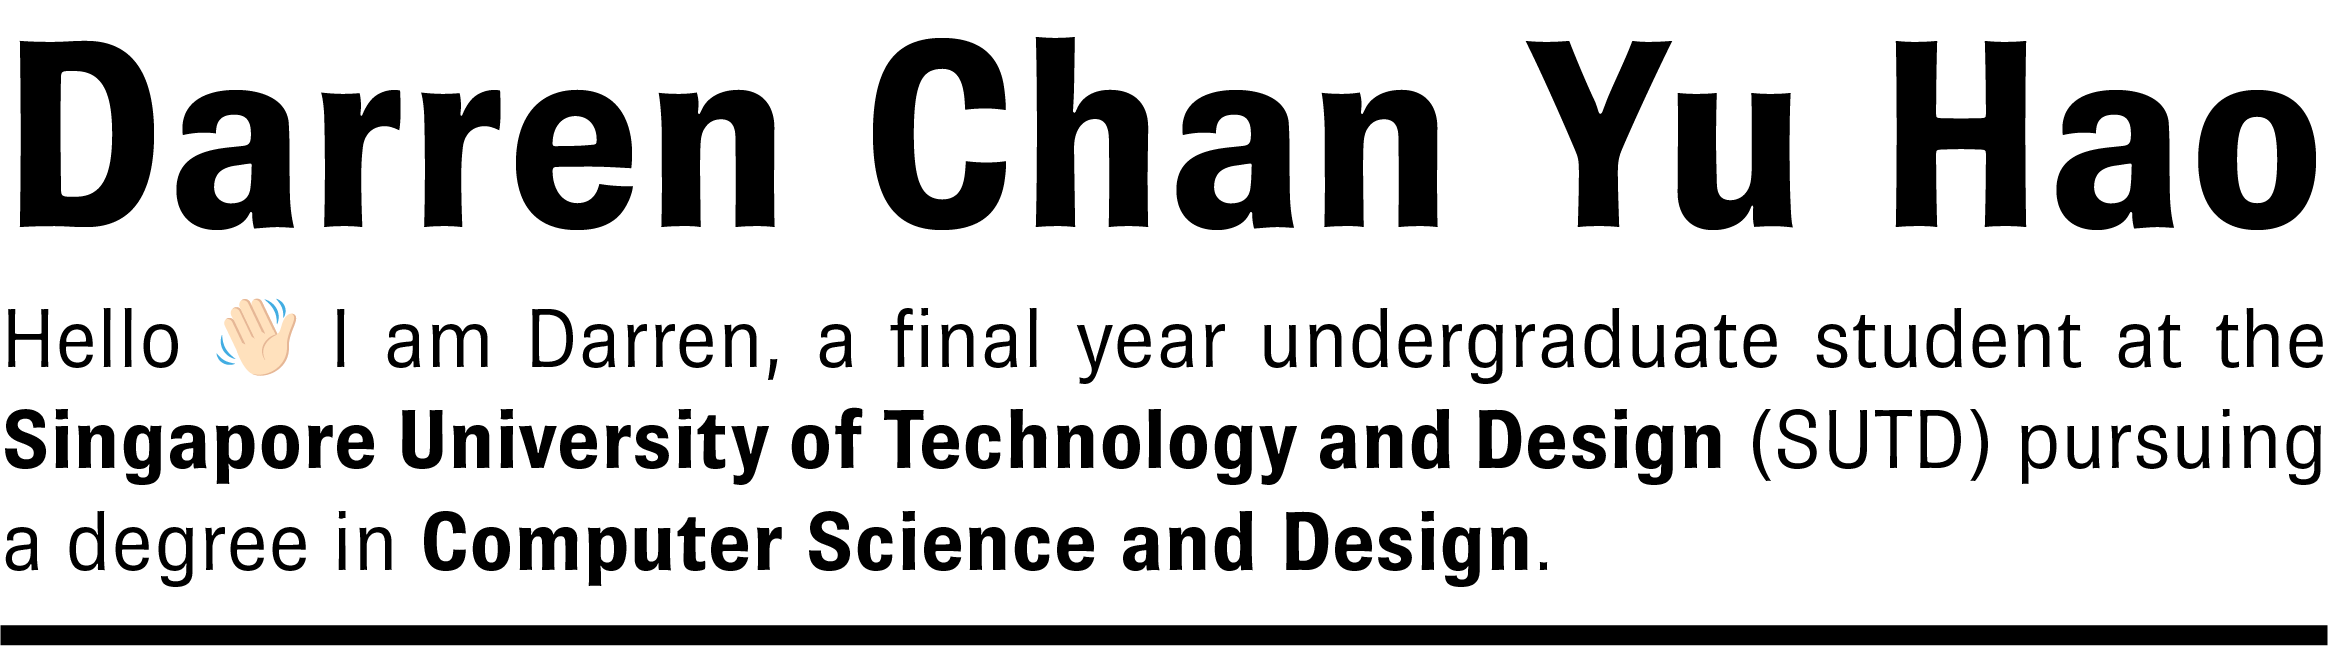 Darren Chan Yu Hao
Hello 👋🏻 I am Darren, a final year undergraduate student at the
Singapore University of Technology and Design (SUTD) pursuing
a degree in Computer Science and Design.